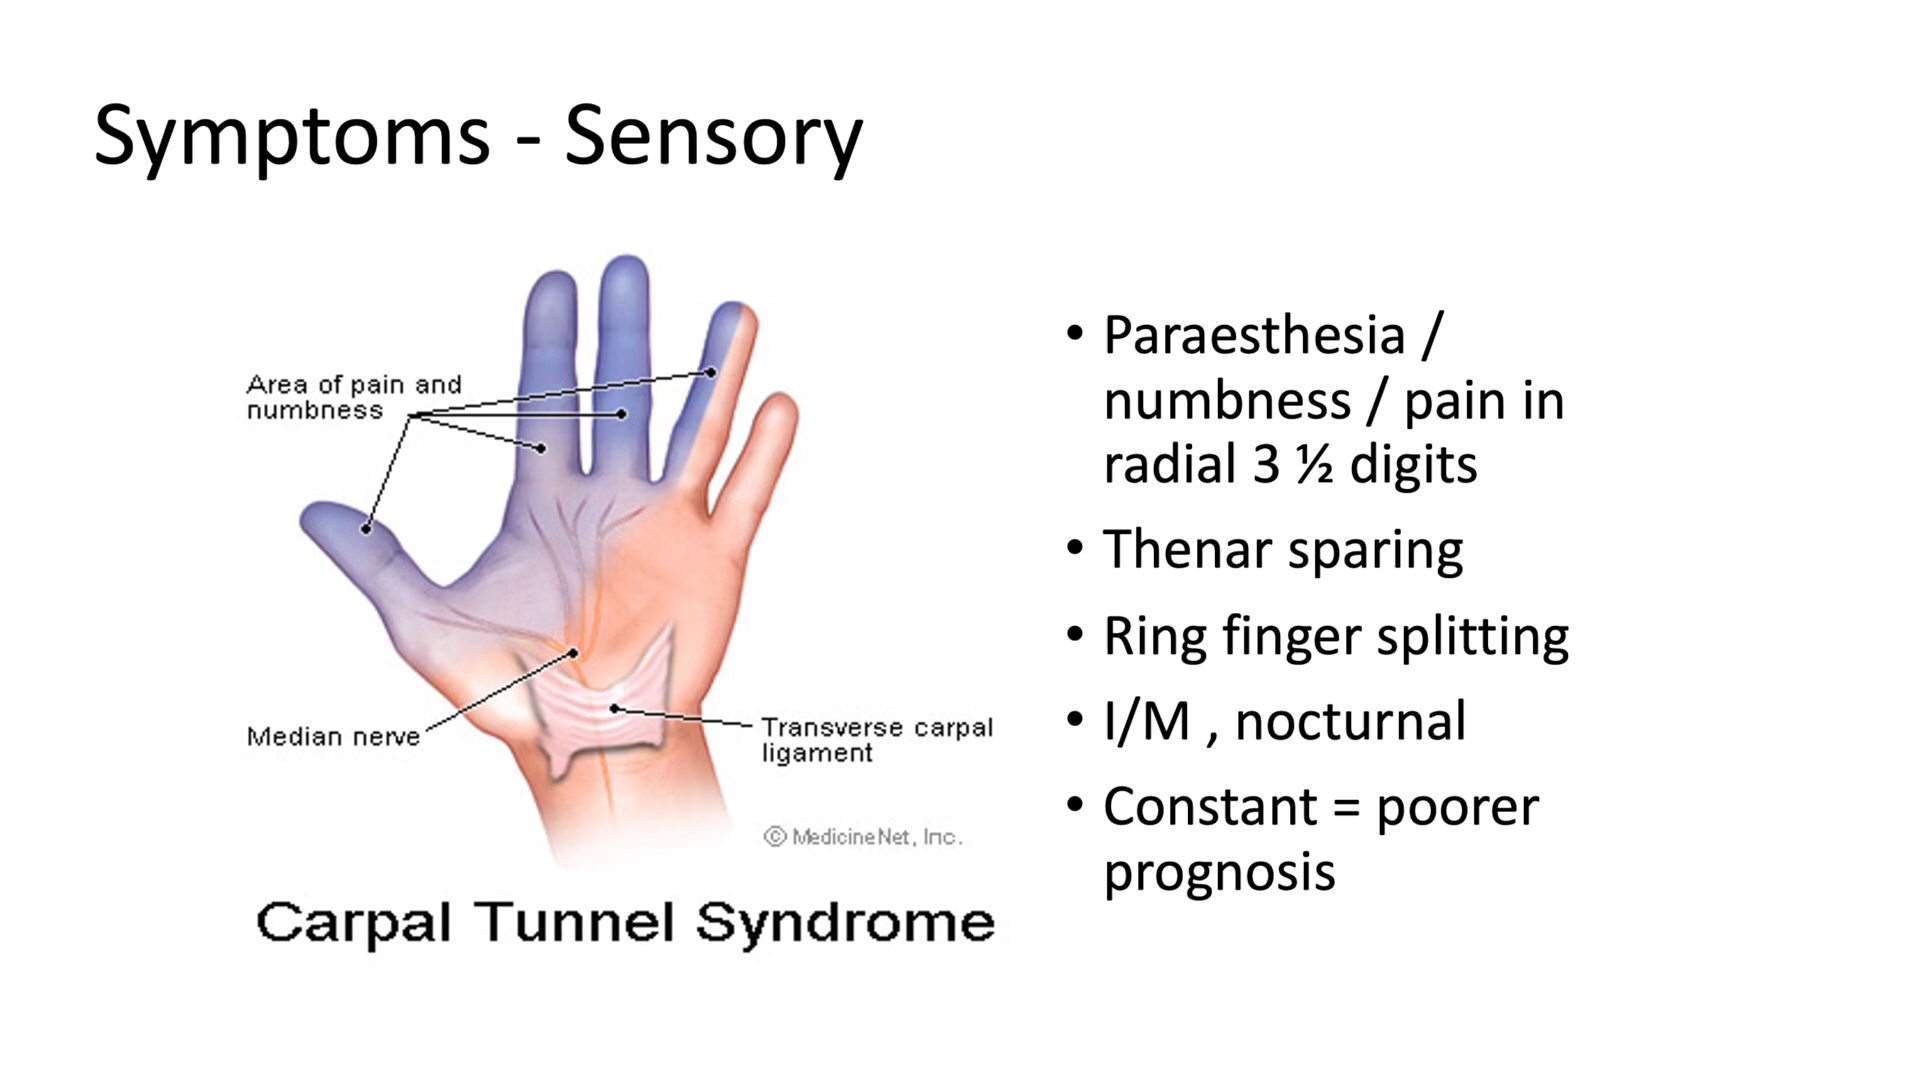 Symptoms - Sensory
Area of pain and
numbness
Median nerve
Transverse carpal
ligament
© MedicineNet, Inc.
Carpal Tunnel Syndrome
• Paraesthesia /
numbness / pain in
radial 3 ½ digits
• Thenar sparing
• Ring finger splitting
• I/M , nocturnal
• Constant = poorer
prognosis